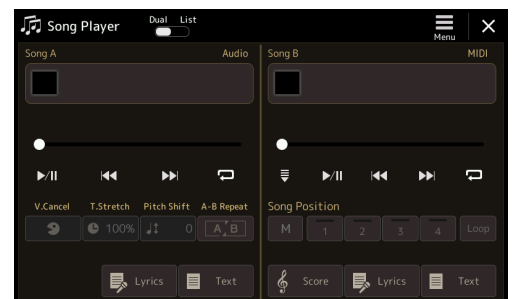 Song Player
Dual List
Menu
Song A Audio
V.Cancel T.Stretch Pitch Shift A-B Repeat
100% 0 A B
Lyrics Text
Song B MIDI
Song Position
M 1 2 3 4 Loop
Score Lyrics Text